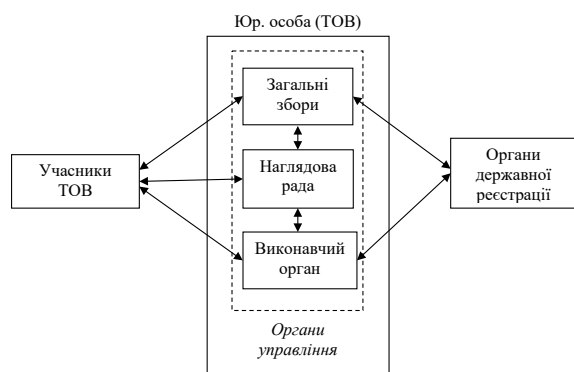 Юр. особа (ТОВ)
Загальні
збори
Учасники
ТОВ
Наглядова
рада
Органи
державної
реєстрації
Виконавчий
орган
Органи
управління